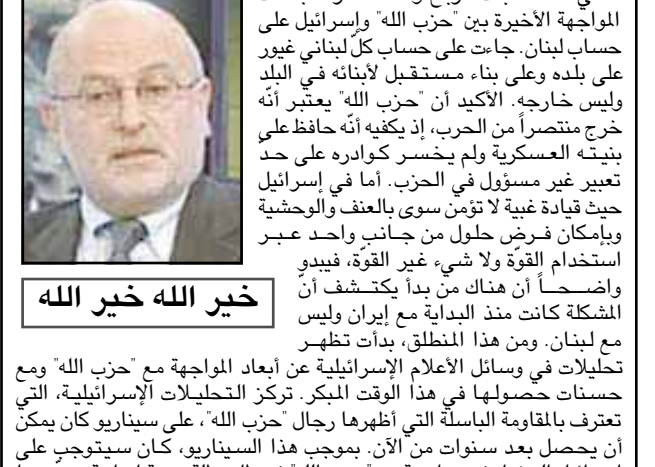 المواجهة الأخيرة بين "حزب الله" وإسرائيل على
حساب لبنان. جاءت على حساب كلّ لبناني غيور
على بلده وعلى بناء مستقبل لأبنائه في البلد
وليس خارجه. الأكيد أن "حزب الله" يعتبر أنّه
خرج منتصراً من الحرب، إذ يكفيه أنّه حافظ على
بنيته العسكرية ولم يخسر كوادره على حدّ
تعبير غير مسؤول في الحزب. أما في إسرائيل
حيث قيادة غبية لا تؤمن سوى بالعنف والوحشية
وبإمكان فرض حلول من جانب واحد عبر
استخدام القوّة ولا شيء غير القوّة، فيبدو
واضحاً أن هناك من بدأ يكتشف أنّ
المشكلة كانت منذ البداية مع إيران وليس
مع لبنان. ومن هذا المنطلق، بدأت تظهر
خير الله خير الله
تحليلات في وسائل الأعلام الإسرائيلية عن أبعاد المواجهة مع "حزب الله" ومع
حسنات حصولها في هذا الوقت المبكر. تركز التحليلات الإسرائيلية، التي
تعترف بالمقاومة الباسلة التي أظهرها رجال "حزب الله"، على سيناريو كان يمكن
أن يحصل بعد سنوات من الآن. بموجب هذا السيناريو، كان سيتوجب على